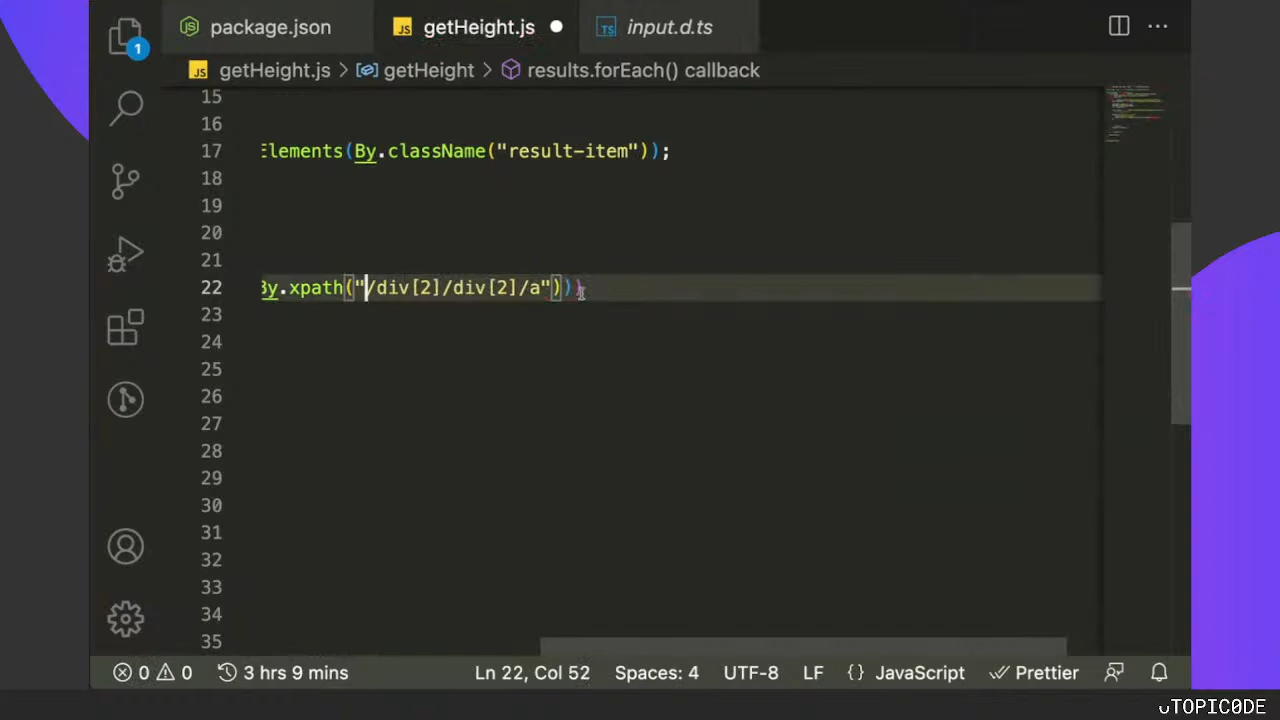 package.json
getHeight.js
input.d.ts
1
getHeight.js > getHeight > results.forEach() callback
15
16
17 Elements(By.className("result-item"));
18
19
20
21
22 By.xpath("/div[2]/div[2]/a")))
23
24
25
26
27
28
29
30
31
32
33
34
35
0 0 3 hrs 9 mins Ln 22, Col 52 Spaces: 4 UTF-8 LF {} JavaScript Prettier
UTOPIC0DE